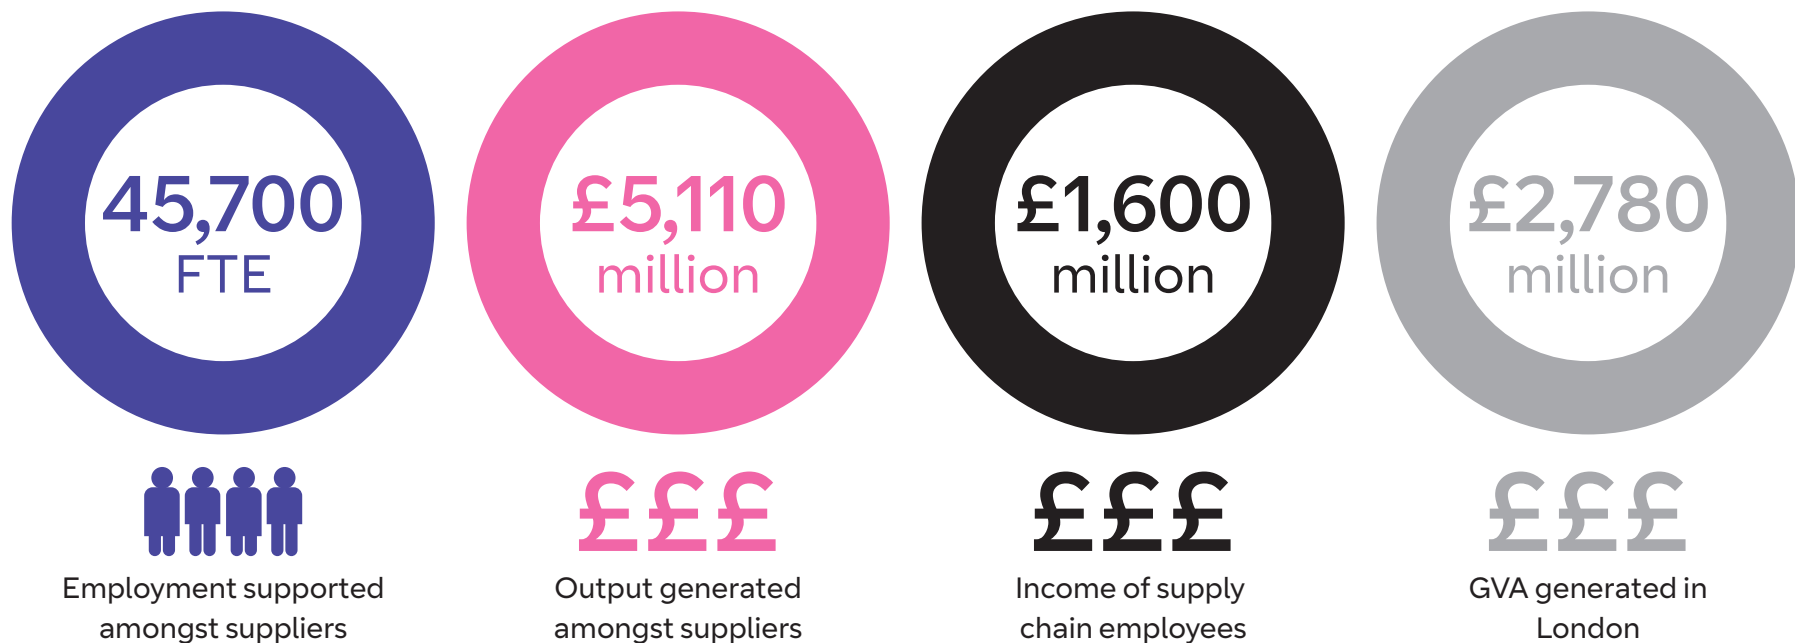 45,700
FTE
£5,110
million
£1,600
million
£2,780
million
£££
£££
£££
Employment supported
amongst suppliers
Output generated
amongst suppliers
Income of supply
chain employees
GVA generated in
London